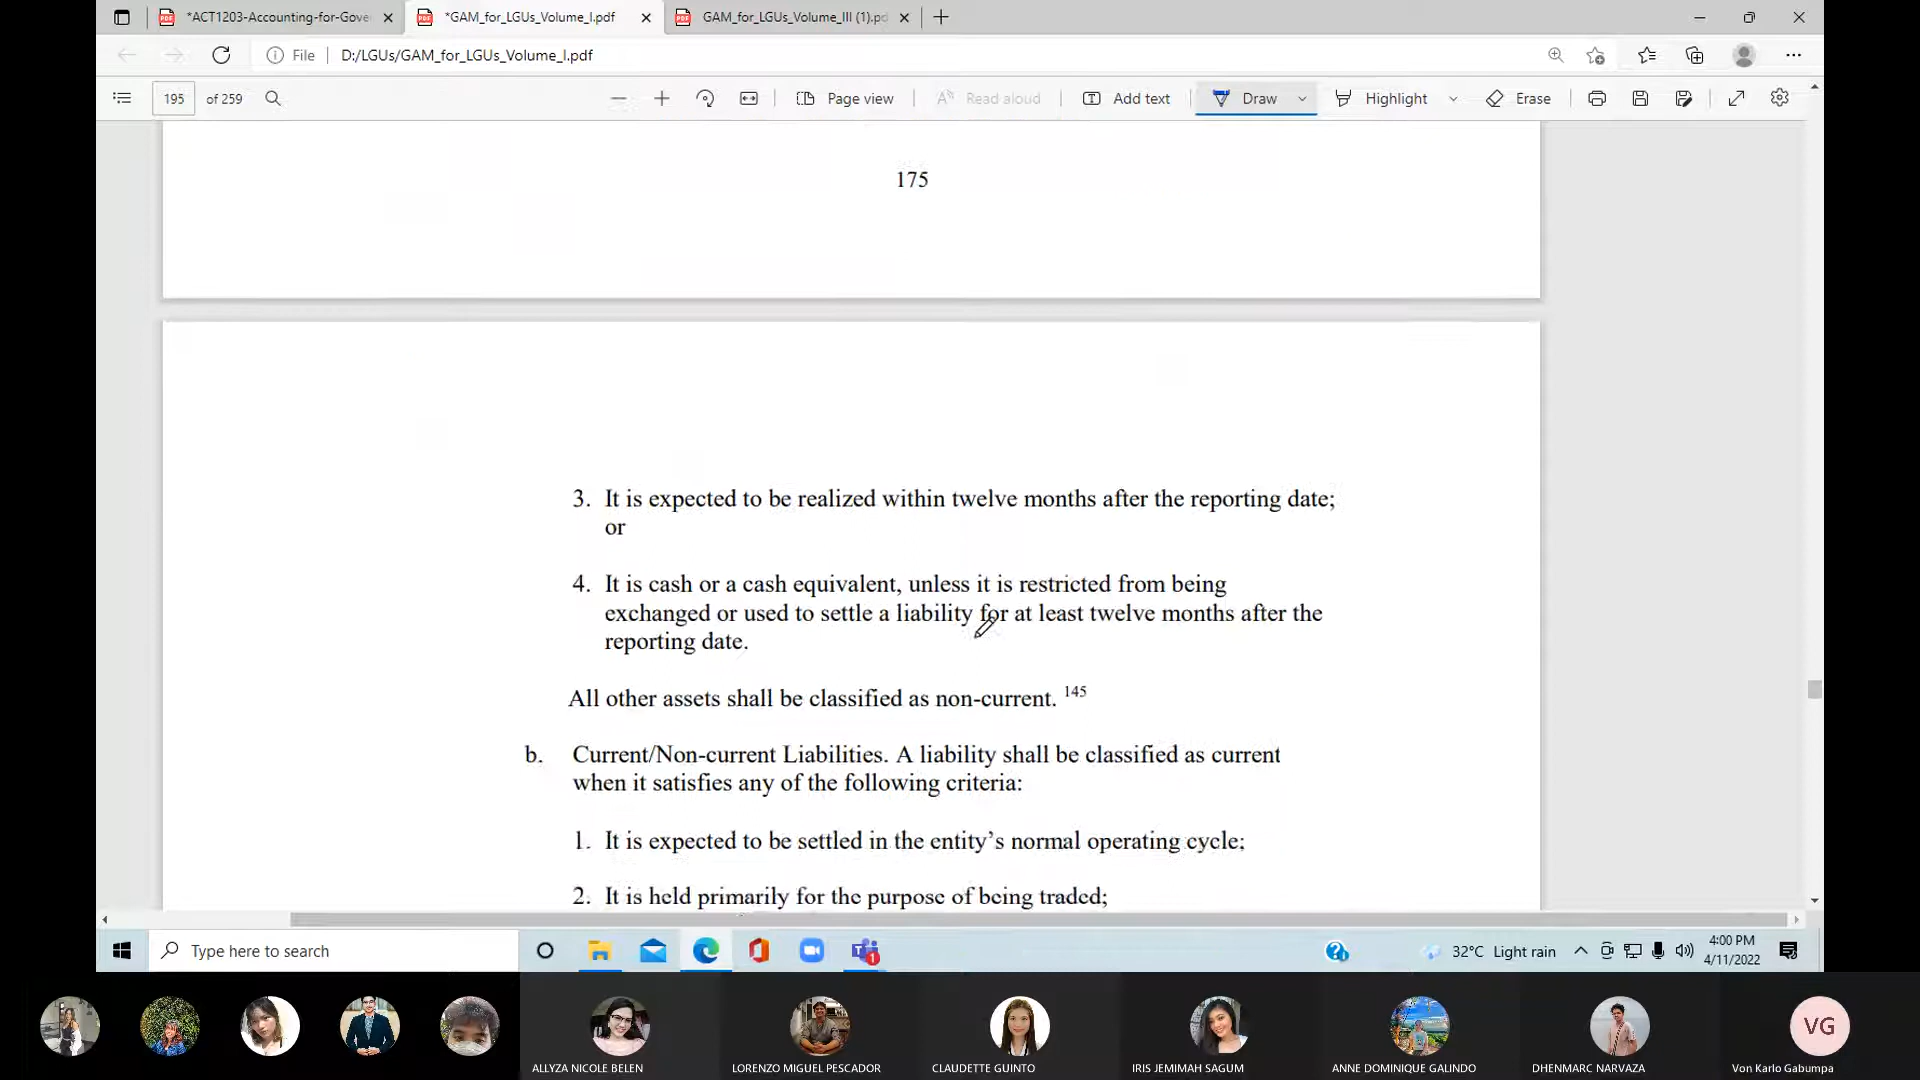 *ACT1203-Accounting-for-Gove
*GAM_for_LGUs_Volume_I.pdf
GAM_for_LGUs_Volume_III (1).pd
File
D:/LGUs/GAM_for_LGUs_Volume_I.pdf
195
of 259
Page view
Read aloud
Add text
Draw
Highlight
Erase
175
3. It is expected to be realized within twelve months after the reporting date;
or
4. It is cash or a cash equivalent, unless it is restricted from being
exchanged or used to settle a liability for at least twelve months after the
reporting date.
All other assets shall be classified as non-current. 145
b. Current/Non-current Liabilities. A liability shall be classified as current
when it satisfies any of the following criteria:
1. It is expected to be settled in the entity’s normal operating cycle;
2. It is held primarily for the purpose of being traded;
Type here to search
1
32°C Light rain
4:00 PM
4/11/2022
VG
ALLYZA NICOLE BELEN
LORENZO MIGUEL PESCADOR
CLAUDETTE GUINTO
IRIS JEMIMAH SAGUM
ANNE DOMINIQUE GALINDO
DHENMARC NARVAZA
Von Karlo Gabumpa